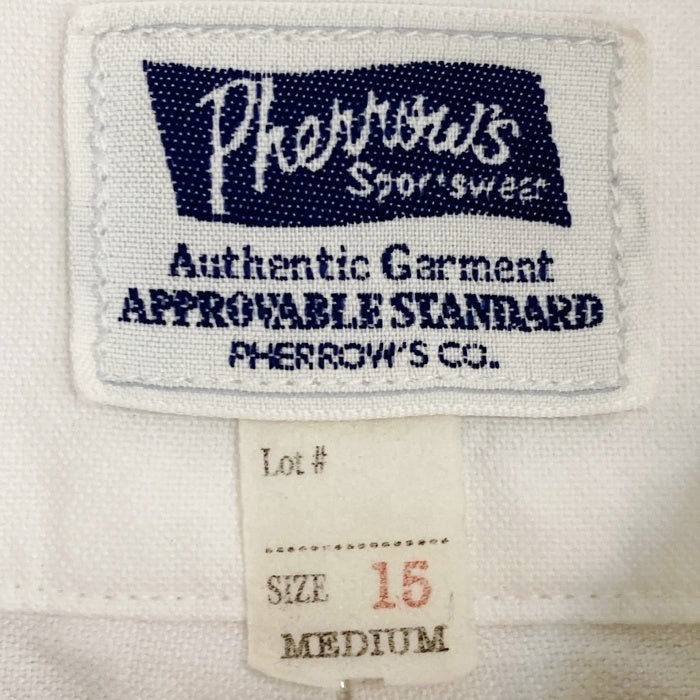 Pherrow's
Sportswear
Authentic Garment
APPROVABLE STANDARD
PHERROW'S CO..
Lot #
SIZE 15
MEDIUM